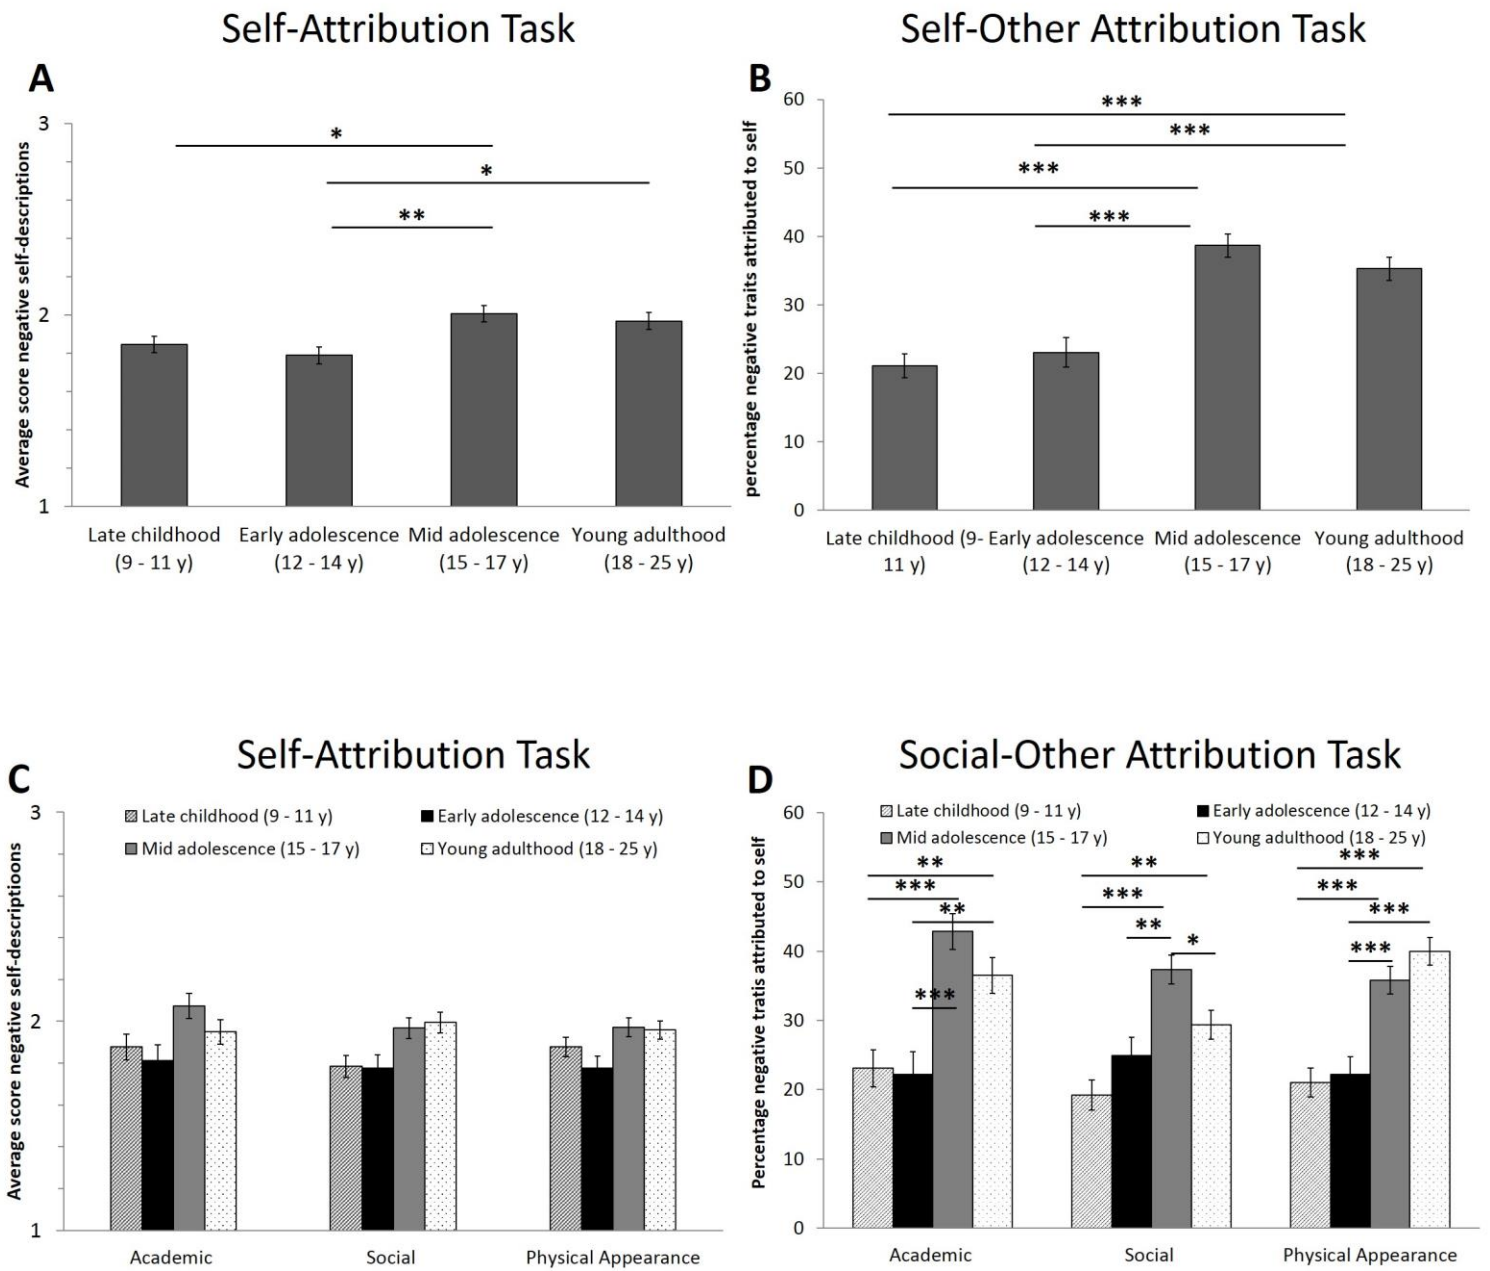 Self-Attribution Task
A
Average score negative self-descriptions
3
2
1
*
*
**
Late childhood
(9 - 11 y)
Early adolescence
(12 - 14 y)
Mid adolescence
(15 - 17 y)
Young adulthood
(18 - 25 y)
Self-Other Attribution Task
B
percentage negative traits attributed to self
60
50
40
30
20
10
0
***
***
***
***
Late childhood (9-
11 y)
Early adolescence
(12 - 14 y)
Mid adolescence
(15 - 17 y)
Young adulthood
(18 - 25 y)
Self-Attribution Task
C
Average score negative self-descriptioons
3
2
1
Late childhood (9 - 11 y)
Early adolescence (12 - 14 y)
Mid adolescence (15 - 17 y)
Young adulthood (18 - 25 y)
Academic
Social
Physical Appearance
Social-Other Attribution Task
D
Percentage negative tratis attributed to self
60
50
40
30
20
10
0
Late childhood (9 - 11 y)
Early adolescence (12 - 14 y)
Mid adolescence (15 - 17 y)
Young adulthood (18 - 25 y)
**
***
**
***
**
***
**
*
***
***
***
***
Academic
Social
Physical Appearance